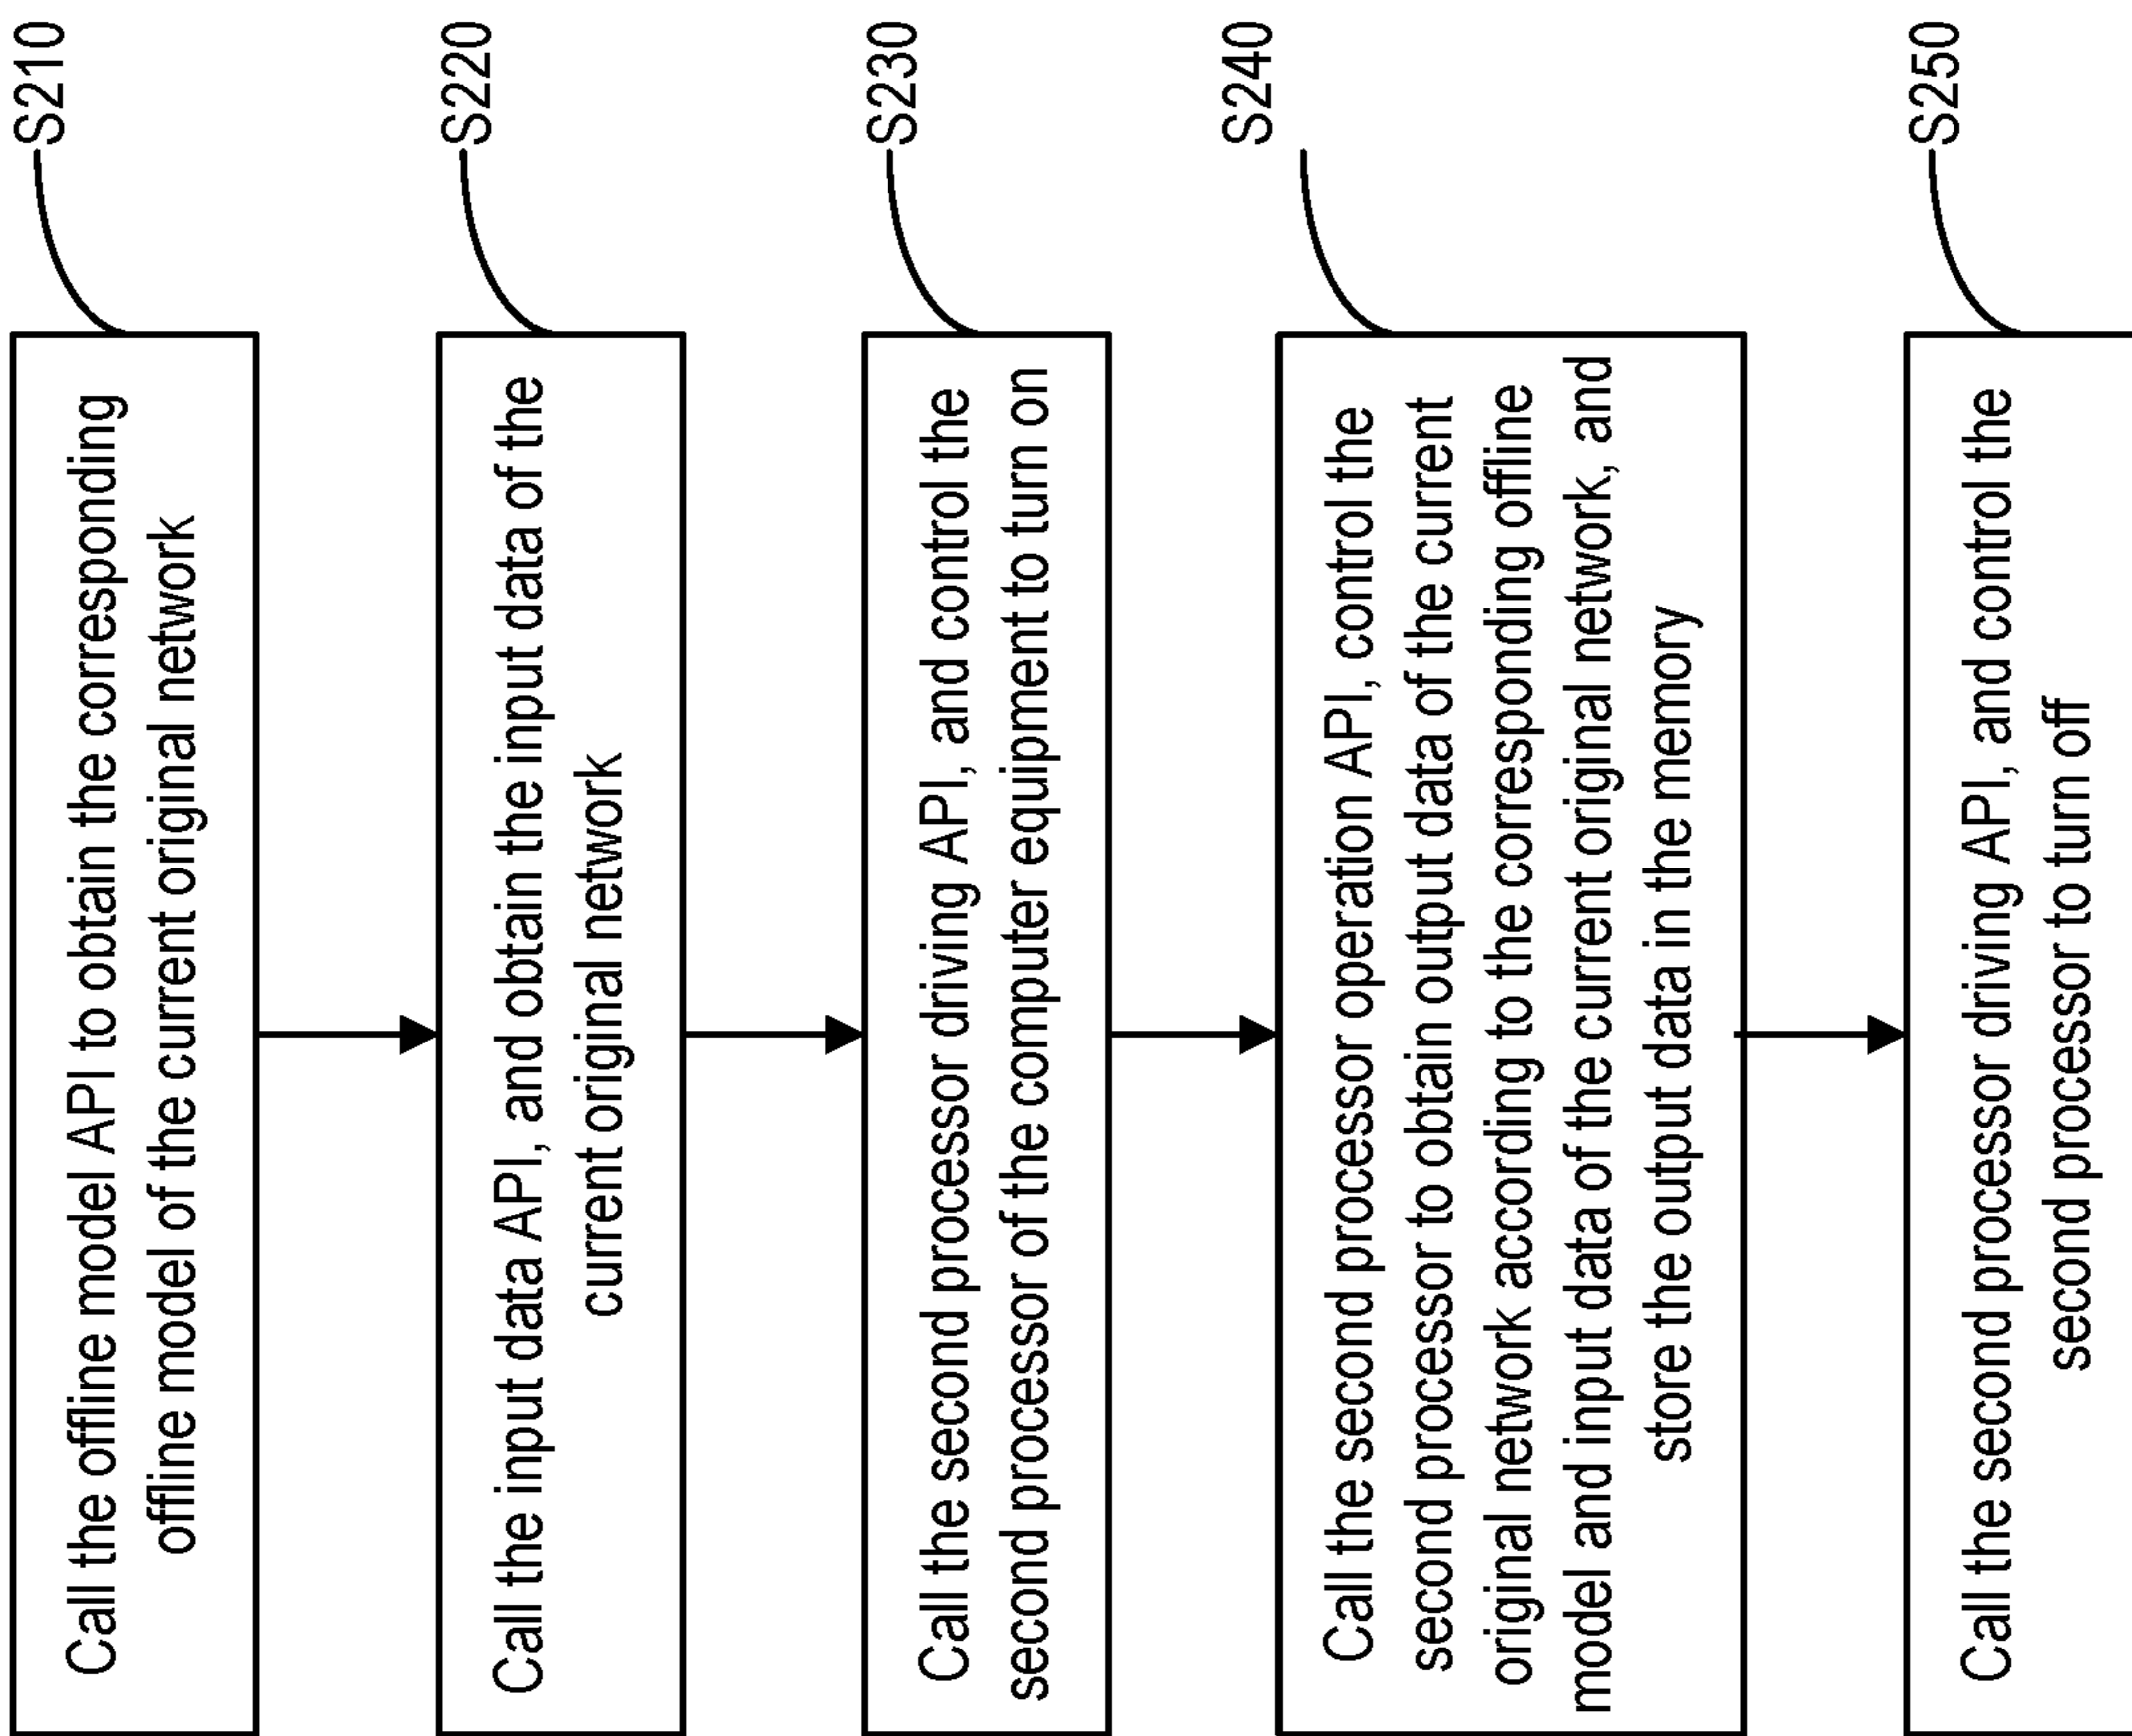 S210
Call the offline model API to obtain the corresponding
offline model of the current original network
S220
Call the input data API, and obtain the input data of the
current original network
S230
Call the second processor driving API, and control the
second processor of the computer equipment to turn on
S240
Call the second processor operation API, control the
second processor to obtain output data of the current
original network according to the corresponding offline
model and input data of the current original network, and
store the output data in the memory
S250
Call the second processor driving API, and control the
second processor to turn off